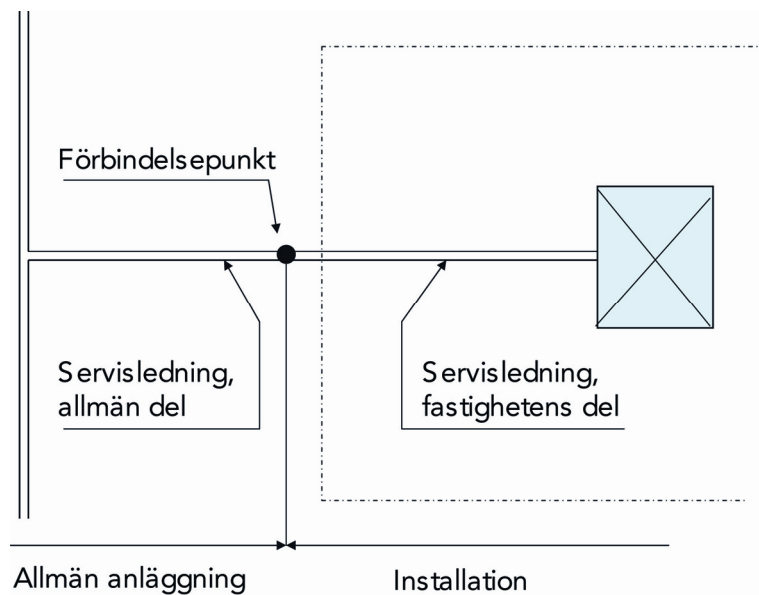 Förbindelsepunkt
Servisledning,
allmän del
Servisledning,
fastighetens del
Allmän anläggning
Installation